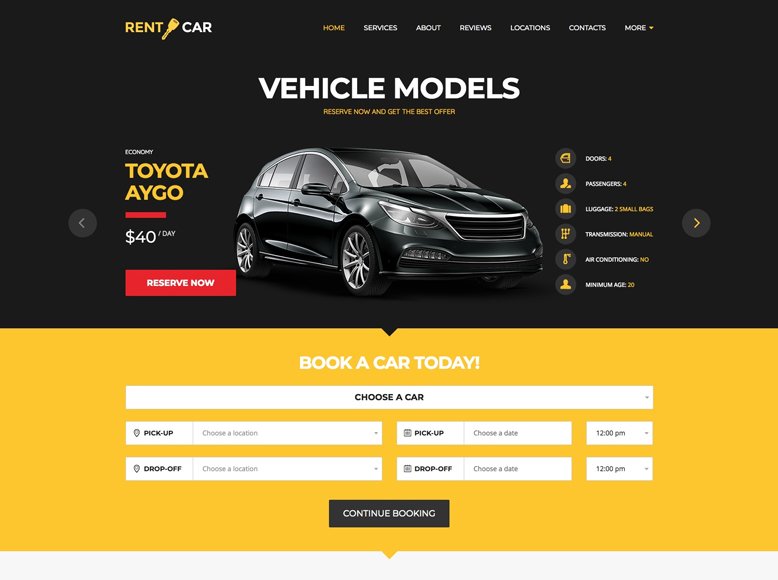 RENT CAR
HOME SERVICES ABOUT REVIEWS LOCATIONS CONTACTS MORE
VEHICLE MODELS
RESERVE NOW AND GET THE BEST OFFER
ECONOMY
TOYOTA
AYGO
$40 / DAY
RESERVE NOW
DOORS: 4
PASSENGERS: 4
LUGGAGE: 2 SMALL BAGS
TRANSMISSION: MANUAL
AIR CONDITIONING: NO
MINIMUM AGE: 20
BOOK A CAR TODAY!
CHOOSE A CAR
PICK-UP Choose a location PICK-UP Choose a date 12:00 pm
DROP-OFF Choose a location DROP-OFF Choose a date 12:00 pm
CONTINUE BOOKING